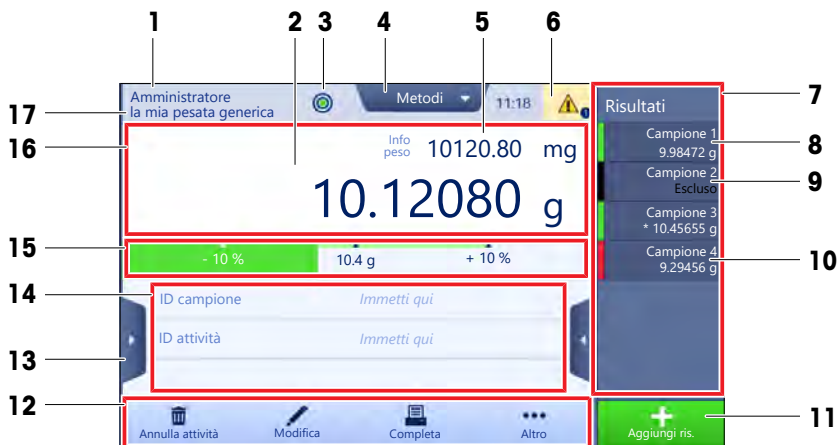 1 2 3 4 5 6
Amministratore
la mia pesata generica
Metodi
11:18
Risultati
7
17
16
Info
peso
10120.80 mg
10.12080 g
Campione 1
9.98472 g
8
Campione 2
Escluso
9
Campione 3
* 10.45655 g
Campione 4
9.29456 g
10
15
- 10 % 10.4 g + 10 %
14
ID campione Immetti qui
ID attività Immetti qui
13
12
Annulla attività Modifica Completa Altro
Aggiungi ris.
11